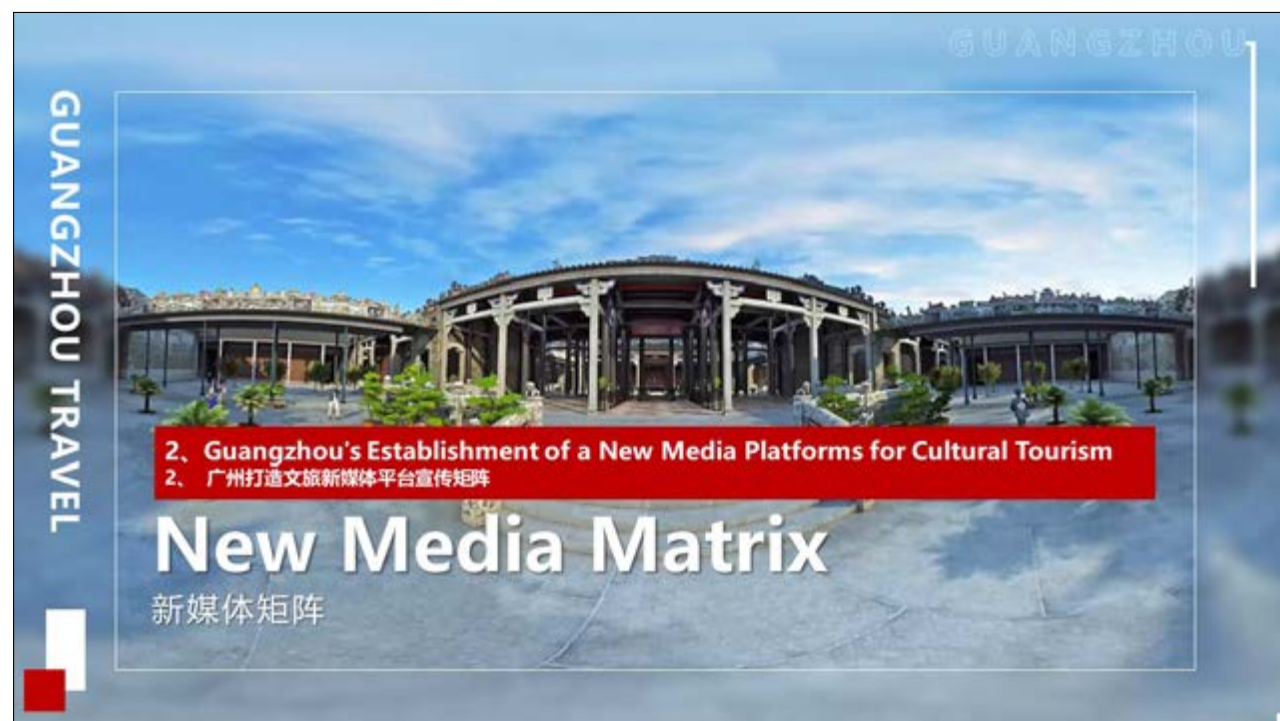 GUANGZHOU
GUANGZHOU TRAVEL
2、Guangzhou's Establishment of a New Media Platforms for Cultural Tourism
2、 广州打造文旅新媒体平台宣传矩阵
New Media Matrix
新媒体矩阵